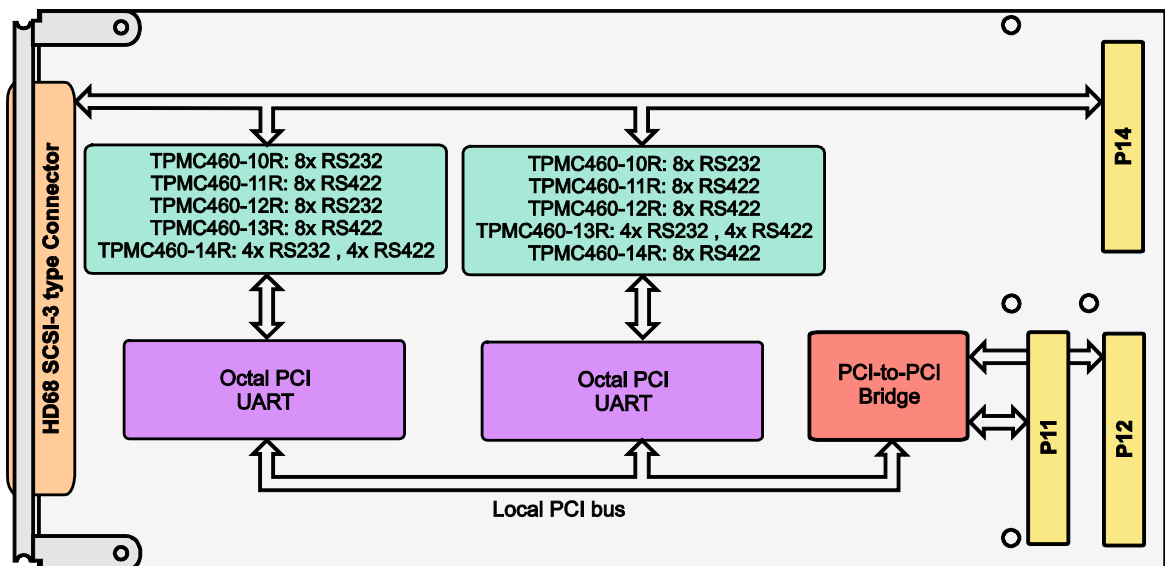 HD68 SCSI-3 type Connector
TPMC460-10R: 8x RS232
TPMC460-11R: 8x RS422
TPMC460-12R: 8x RS232
TPMC460-13R: 8x RS422
TPMC460-14R: 4x RS232 , 4x RS422
TPMC460-10R: 8x RS232
TPMC460-11R: 8x RS422
TPMC460-12R: 8x RS422
TPMC460-13R: 4x RS232 , 4x RS422
TPMC460-14R: 8x RS422
P14
Octal PCI
UART
Octal PCI
UART
PCI-to-PCI
Bridge
P11
P12
Local PCI bus